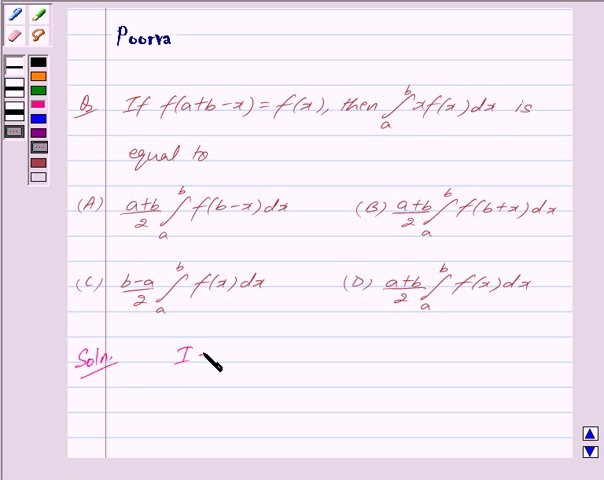 Poorva
Q If f(a+b-x) = f(x), then ∫_a^b x f(x) dx is
equal to
(A) (a+b)/2 ∫_a^b f(b-x) dx (B) (a+b)/2 ∫_a^b f(b+x) dx
(C) (b-a)/2 ∫_a^b f(x) dx (D) (a+b)/2 ∫_a^b f(x) dx
Soln. I -